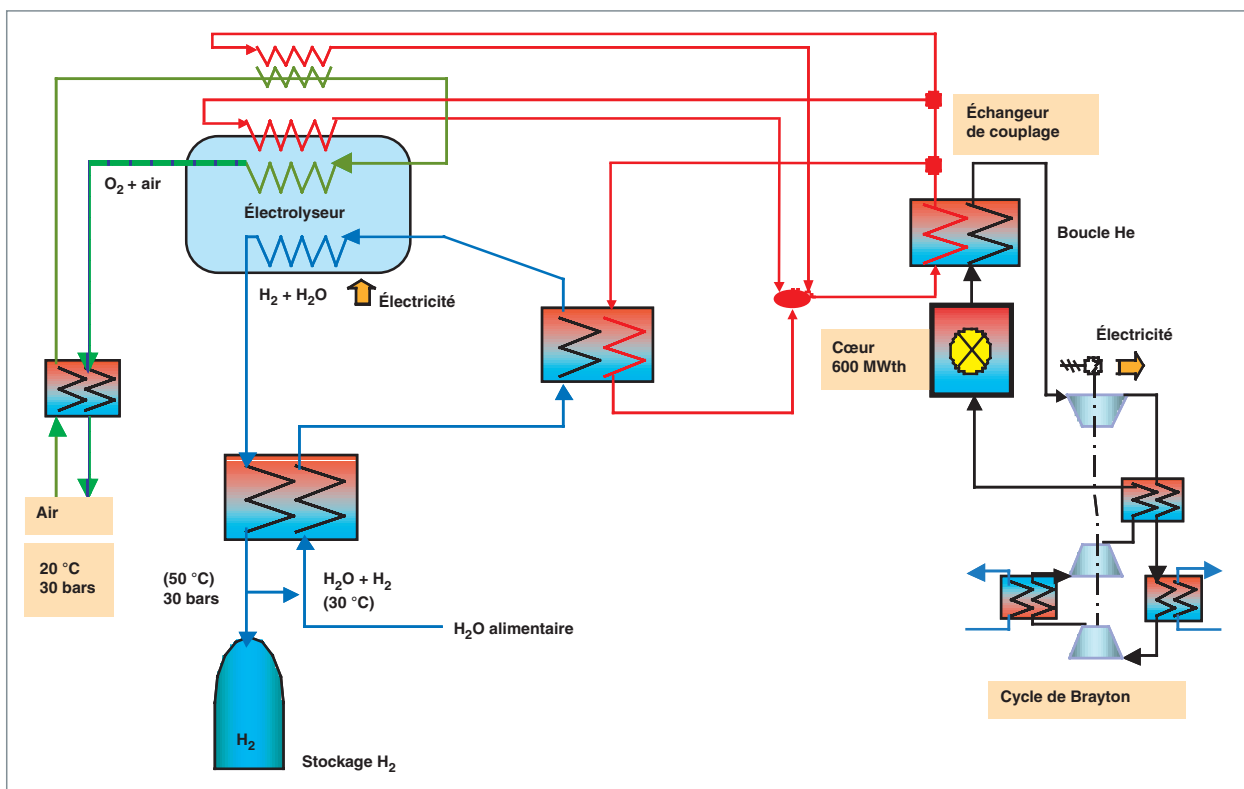 Échangeur
de couplage
O2 + air
Électrolyseur
Boucle He
H2 + H2O
Électricité
Cœur
600 MWth
Électricité
Air
20 °C
30 bars
(50 °C)
30 bars
H2O + H2
(30 °C)
H2O alimentaire
Cycle de Brayton
H2
Stockage H2